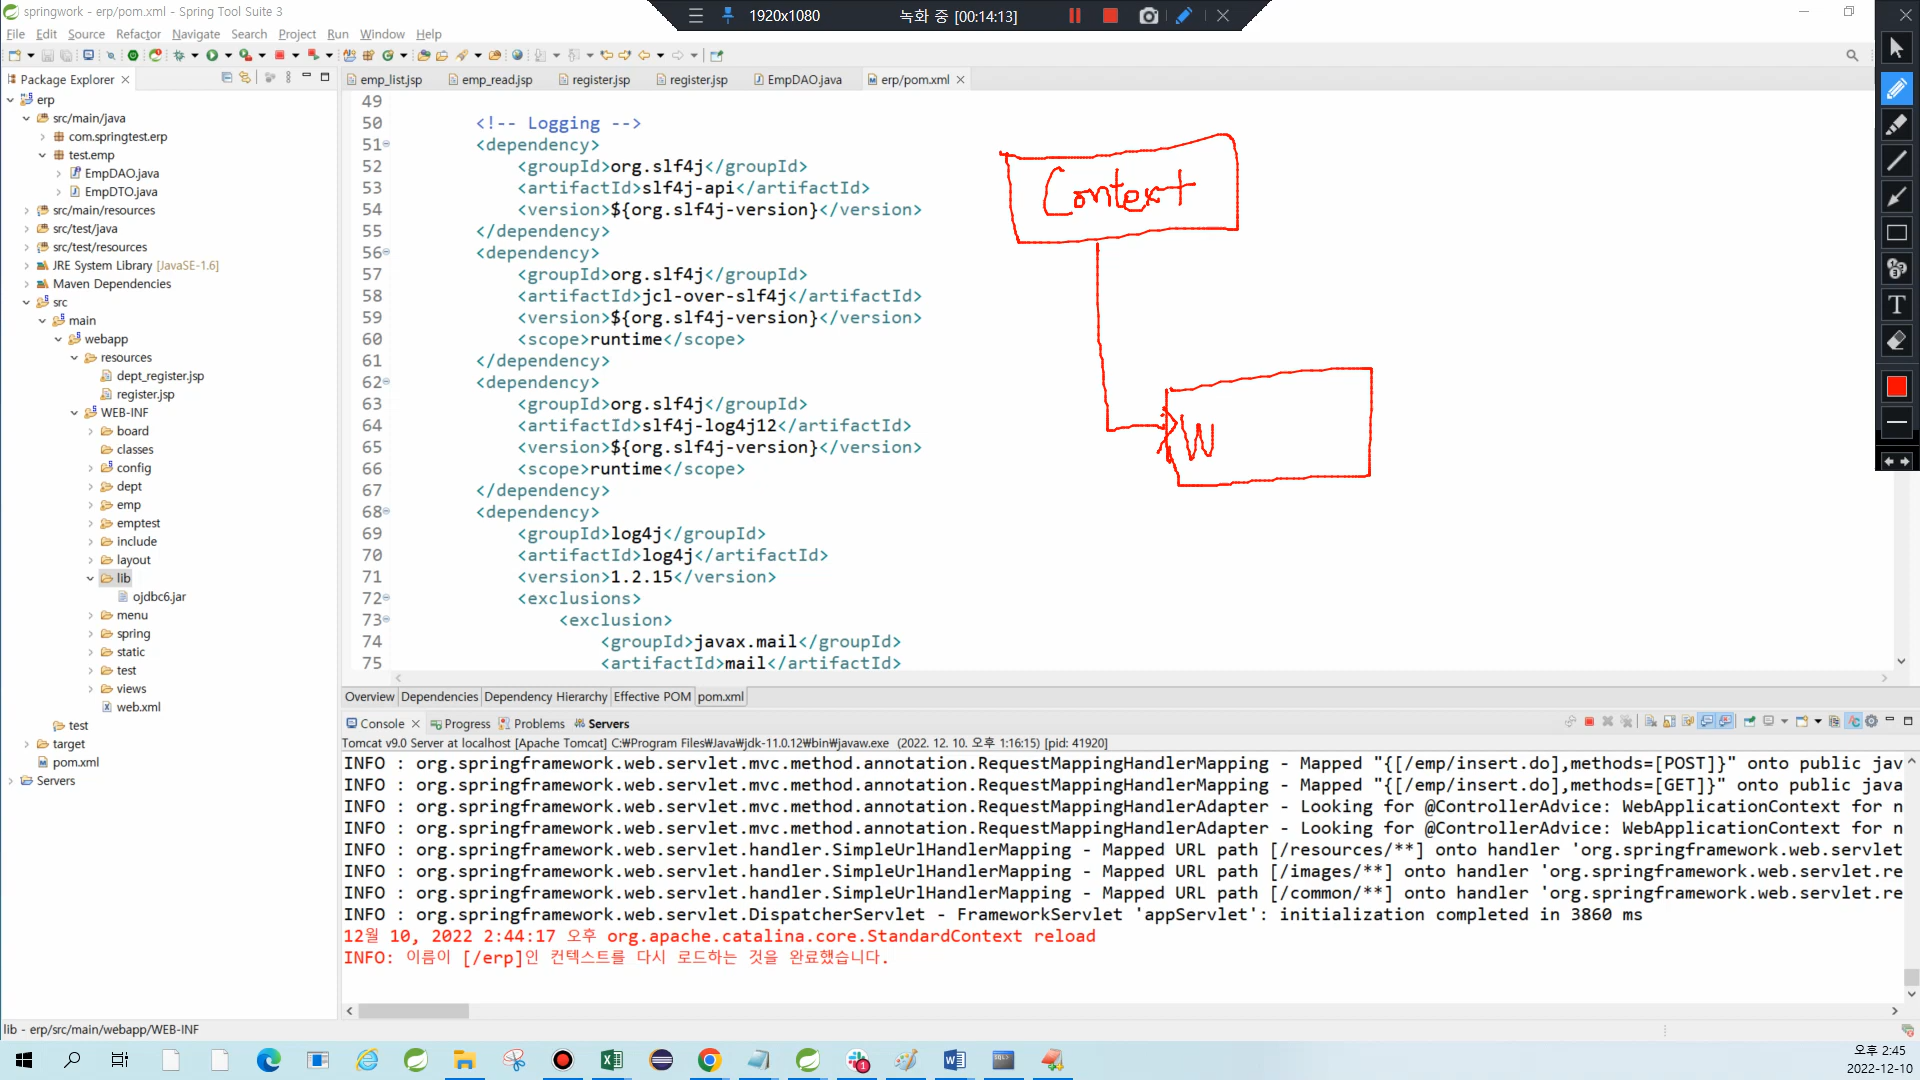 springwork - erp/pom.xml - Spring Tool Suite 3
1920x1080
녹화 중 [00:14:13]
File Edit Source Refactor Navigate Search Project Run Window Help
Package Explorer
emp_list.jsp emp_read.jsp register.jsp register.jsp EmpDAO.java erp/pom.xml
erp
src/main/java
com.springtest.erp
test.emp
EmpDAO.java
EmpDTO.java
src/main/resources
src/test/java
src/test/resources
JRE System Library [JavaSE-1.6]
Maven Dependencies
src
main
webapp
resources
dept_register.jsp
register.jsp
WEB-INF
board
classes
config
dept
emp
emptest
include
layout
lib
ojdbc6.jar
menu
spring
static
test
views
web.xml
test
target
pom.xml
Servers
49
50 <!-- Logging -->
51 <dependency>
52 <groupId>org.slf4j</groupId>
53 <artifactId>slf4j-api</artifactId>
54 <version>${org.slf4j-version}</version>
55 </dependency>
56 <dependency>
57 <groupId>org.slf4j</groupId>
58 <artifactId>jcl-over-slf4j</artifactId>
59 <version>${org.slf4j-version}</version>
60 <scope>runtime</scope>
61 </dependency>
62 <dependency>
63 <groupId>org.slf4j</groupId>
64 <artifactId>slf4j-log4j12</artifactId>
65 <version>${org.slf4j-version}</version>
66 <scope>runtime</scope>
67 </dependency>
68 <dependency>
69 <groupId>log4j</groupId>
70 <artifactId>log4j</artifactId>
71 <version>1.2.15</version>
72 <exclusions>
73 <exclusion>
74 <groupId>javax.mail</groupId>
75 <artifactId>mail</artifactId>
Context
W
T
Overview Dependencies Dependency Hierarchy Effective POM pom.xml
Console Progress Problems Servers
Tomcat v9.0 Server at localhost [Apache Tomcat] C:₩Program Files₩Java₩jdk-11.0.12₩bin₩javaw.exe (2022. 12. 10. 오후 1:16:15) [pid: 41920]
INFO : org.springframework.web.servlet.mvc.method.annotation.RequestMappingHandlerMapping - Mapped "{[/emp/insert.do],methods=[POST]}" onto public jav
INFO : org.springframework.web.servlet.mvc.method.annotation.RequestMappingHandlerMapping - Mapped "{[/emp/insert.do],methods=[GET]}" onto public java
INFO : org.springframework.web.servlet.mvc.method.annotation.RequestMappingHandlerAdapter - Looking for @ControllerAdvice: WebApplicationContext for n
INFO : org.springframework.web.servlet.mvc.method.annotation.RequestMappingHandlerAdapter - Looking for @ControllerAdvice: WebApplicationContext for n
INFO : org.springframework.web.servlet.handler.SimpleUrlHandlerMapping - Mapped URL path [/resources/**] onto handler 'org.springframework.web.servlet
INFO : org.springframework.web.servlet.handler.SimpleUrlHandlerMapping - Mapped URL path [/images/**] onto handler 'org.springframework.web.servlet.re
INFO : org.springframework.web.servlet.handler.SimpleUrlHandlerMapping - Mapped URL path [/common/**] onto handler 'org.springframework.web.servlet.re
INFO : org.springframework.web.servlet.DispatcherServlet - FrameworkServlet 'appServlet': initialization completed in 3860 ms
12월 10, 2022 2:44:17 오후 org.apache.catalina.core.StandardContext reload
INFO: 이름이 [/erp]인 컨텍스트를 다시 로드하는 것을 완료했습니다.
lib - erp/src/main/webapp/WEB-INF
오후 2:45
2022-12-10